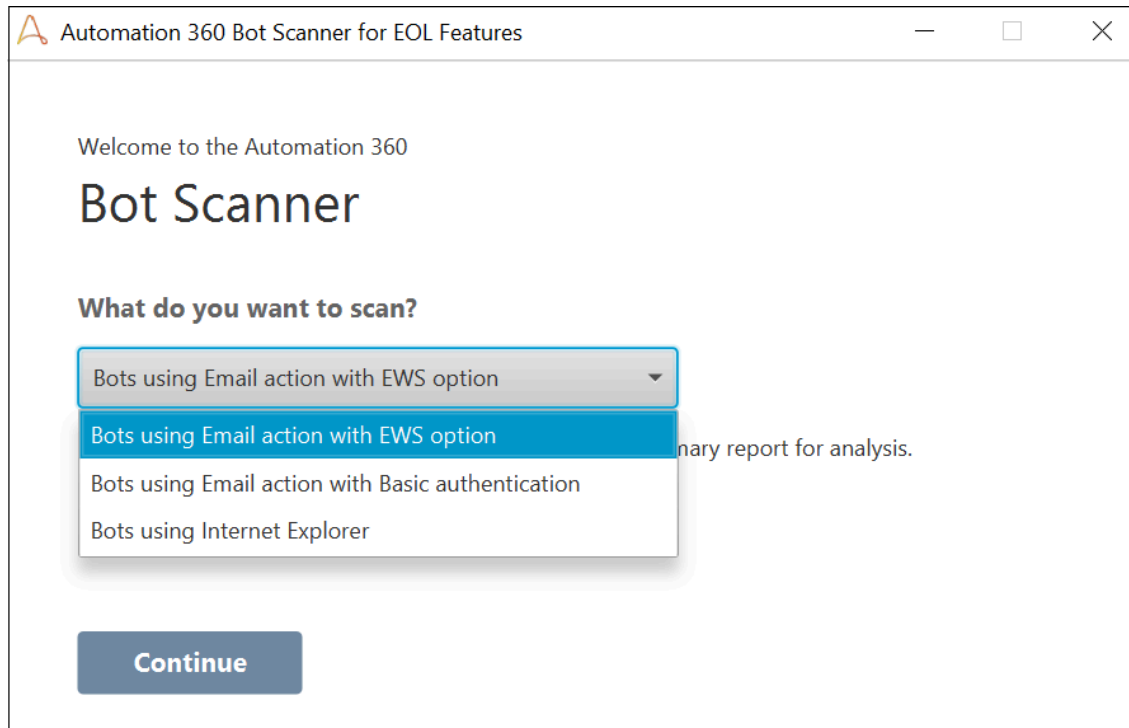 Automation 360 Bot Scanner for EOL Features
Welcome to the Automation 360
Bot Scanner
What do you want to scan?
Bots using Email action with EWS option
Bots using Email action with EWS option
report for analysis.
Bots using Email action with Basic authentication
Bots using Internet Explorer
Continue